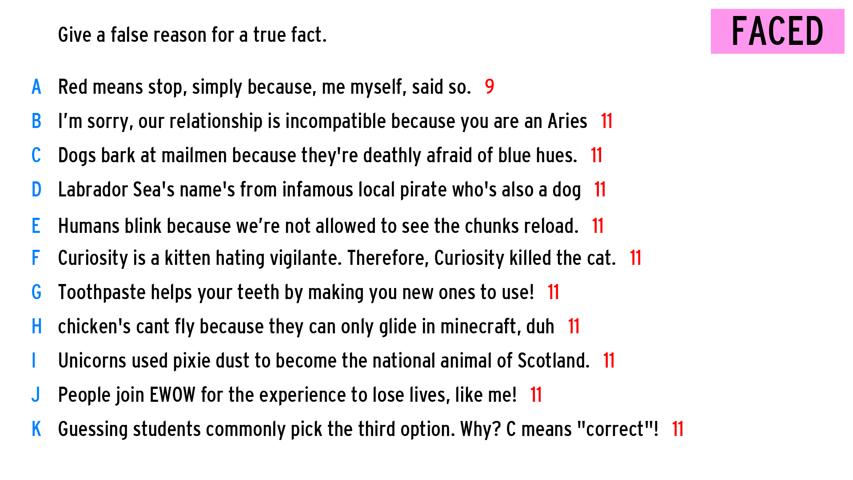 Give a false reason for a true fact.
FACED
A Red means stop, simply because, me myself, said so. 9
B I'm sorry, our relationship is incompatible because you are an Aries 11
C Dogs bark at mailmen because they're deathly afraid of blue hues. 11
D Labrador Sea's name's from infamous local pirate who's also a dog 11
E Humans blink because we're not allowed to see the chunks reload. 11
F Curiosity is a kitten hating vigilante. Therefore, Curiosity killed the cat. 11
G Toothpaste helps your teeth by making you new ones to use! 11
H chicken's cant fly because they can only glide in minecraft, duh 11
I Unicorns used pixie dust to become the national animal of Scotland. 11
J People join EWOW for the experience to lose lives, like me! 11
K Guessing students commonly pick the third option. Why? C means "correct"! 11